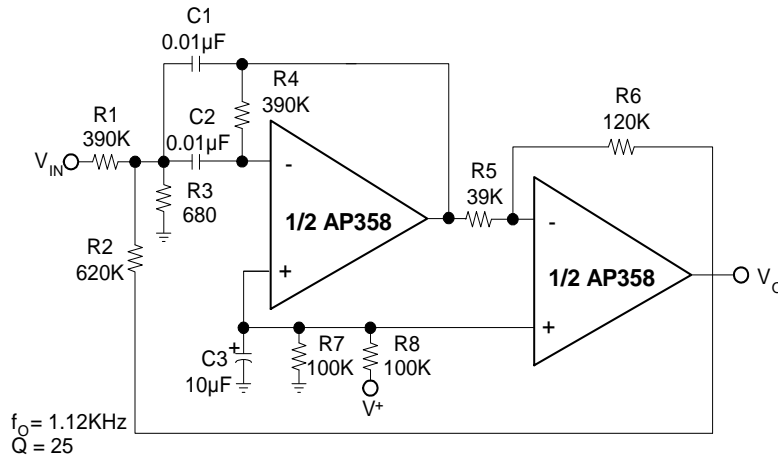 C1
0.01µF
R4
390K
C2
0.01µF
R1
390K
V_IN
R3
680
R2
620K
-
+
1/2 AP358
R5
39K
R6
120K
-
+
1/2 AP358
V_O
C3
+
10µF
R7
100K
R8
100K
V+
f_O = 1.12KHz
Q = 25